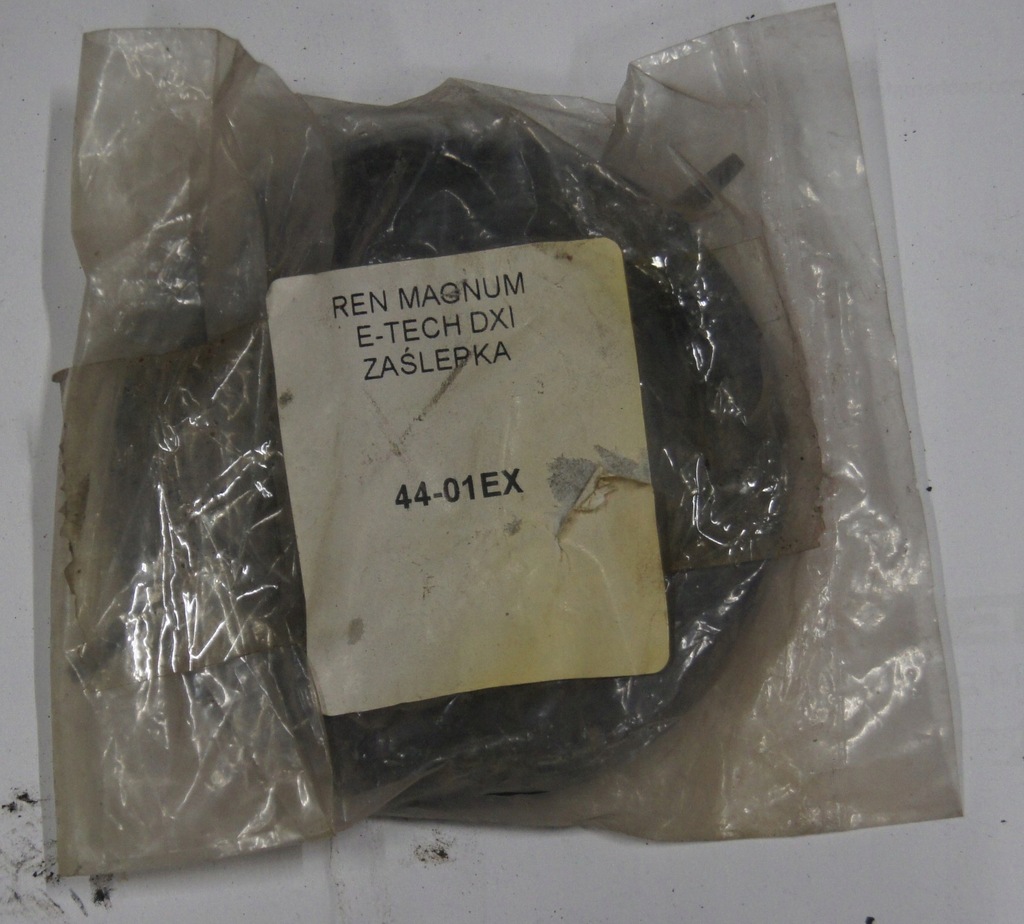 REN MAGNUM
E-TECH DXI
ZAŚLEPKA
44-01EX